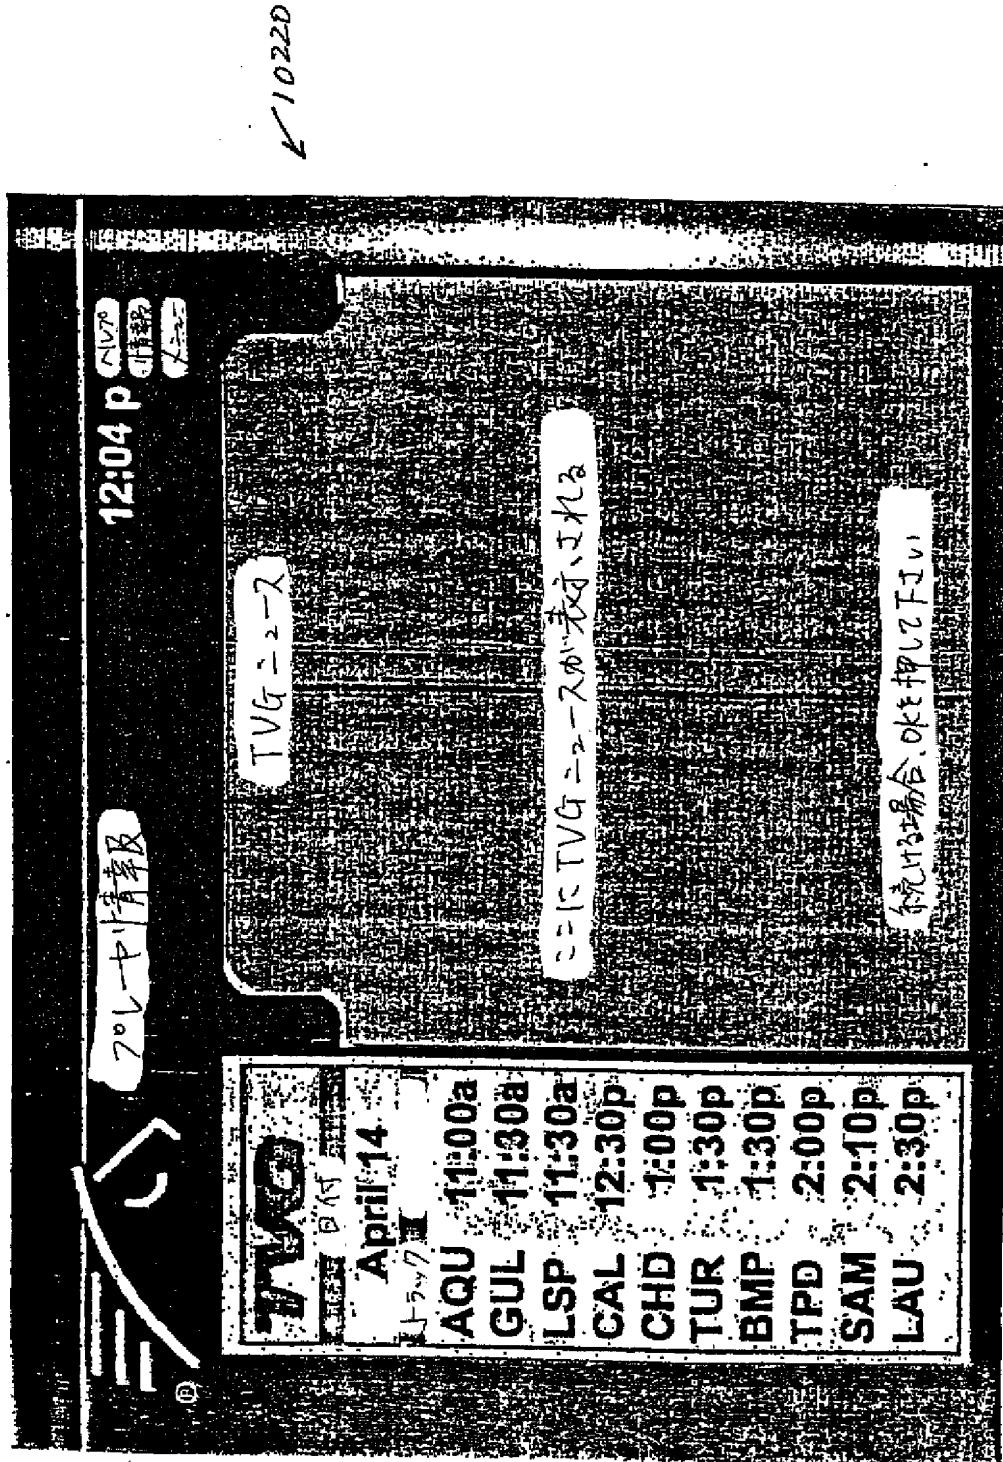 10220
プレーヤ情報
12:04 p
ヘルプ
情報
メニュー
TVG
日付
April 14
トラック
AQU 11:00a
GUL 11:30a
LSP 11:30a
CAL 12:30p
CHD 1:00p
TUR 1:30p
BMP 1:30p
TPD 2:00p
SAM 2:10p
LAU 2:30p
TVGニュース
ここにTVGニュースが表示される
続ける場合、OKを押して下さい